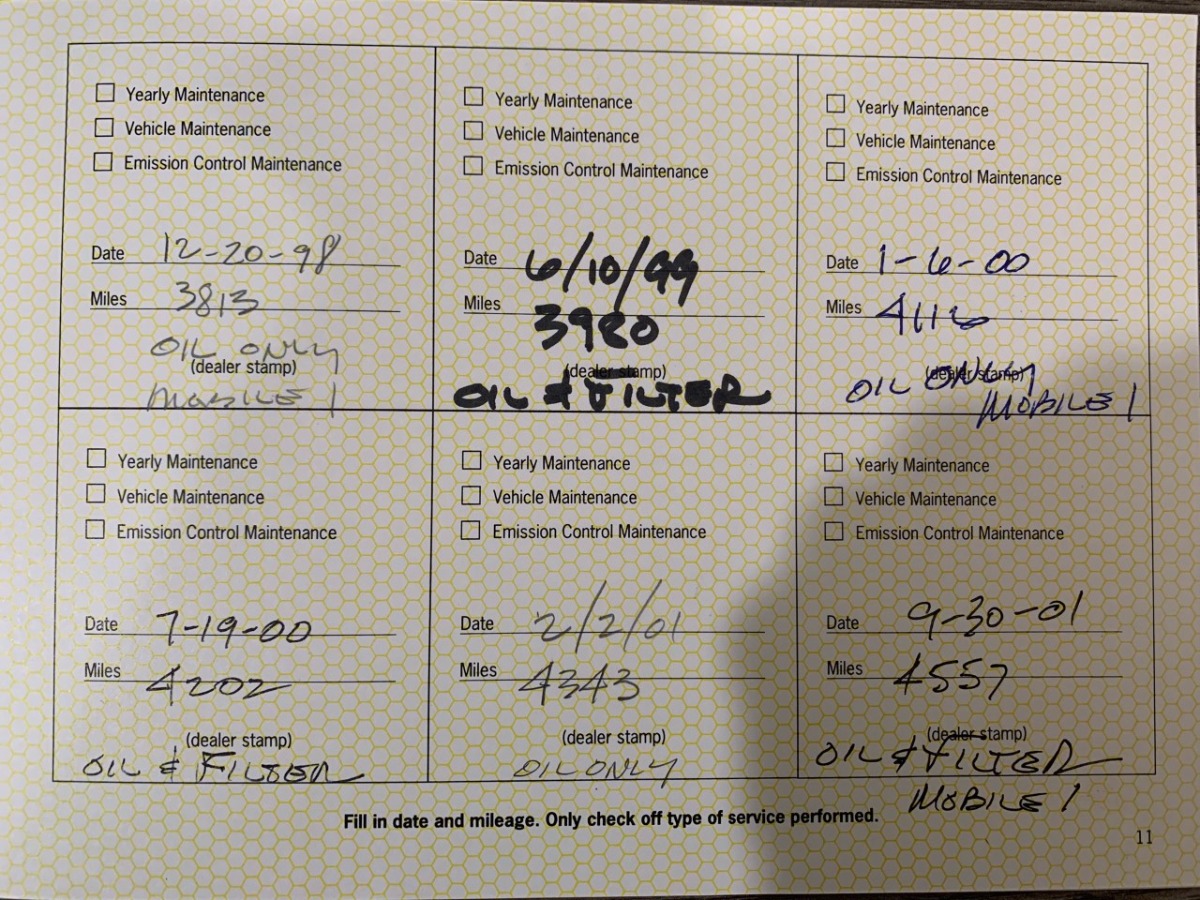 Yearly Maintenance
Vehicle Maintenance
Emission Control Maintenance
Date 12-20-98
Miles 3813
OIL ONLY
(dealer stamp)
MOBILE 1
Yearly Maintenance
Vehicle Maintenance
Emission Control Maintenance
Date 6/10/99
Miles 3980
(dealer stamp)
OIL & FILTER
Yearly Maintenance
Vehicle Maintenance
Emission Control Maintenance
Date 1-6-00
Miles 4116
(dealer stamp)
OIL ONLY
MOBILE 1
Yearly Maintenance
Vehicle Maintenance
Emission Control Maintenance
Date 7-19-00
Miles 4202
(dealer stamp)
OIL & FILTER
Yearly Maintenance
Vehicle Maintenance
Emission Control Maintenance
Date 2/2/01
Miles 4343
(dealer stamp)
OIL ONLY
Yearly Maintenance
Vehicle Maintenance
Emission Control Maintenance
Date 9-30-01
Miles 4557
(dealer stamp)
OIL & FILTER
MOBILE 1
Fill in date and mileage. Only check off type of service performed.
11